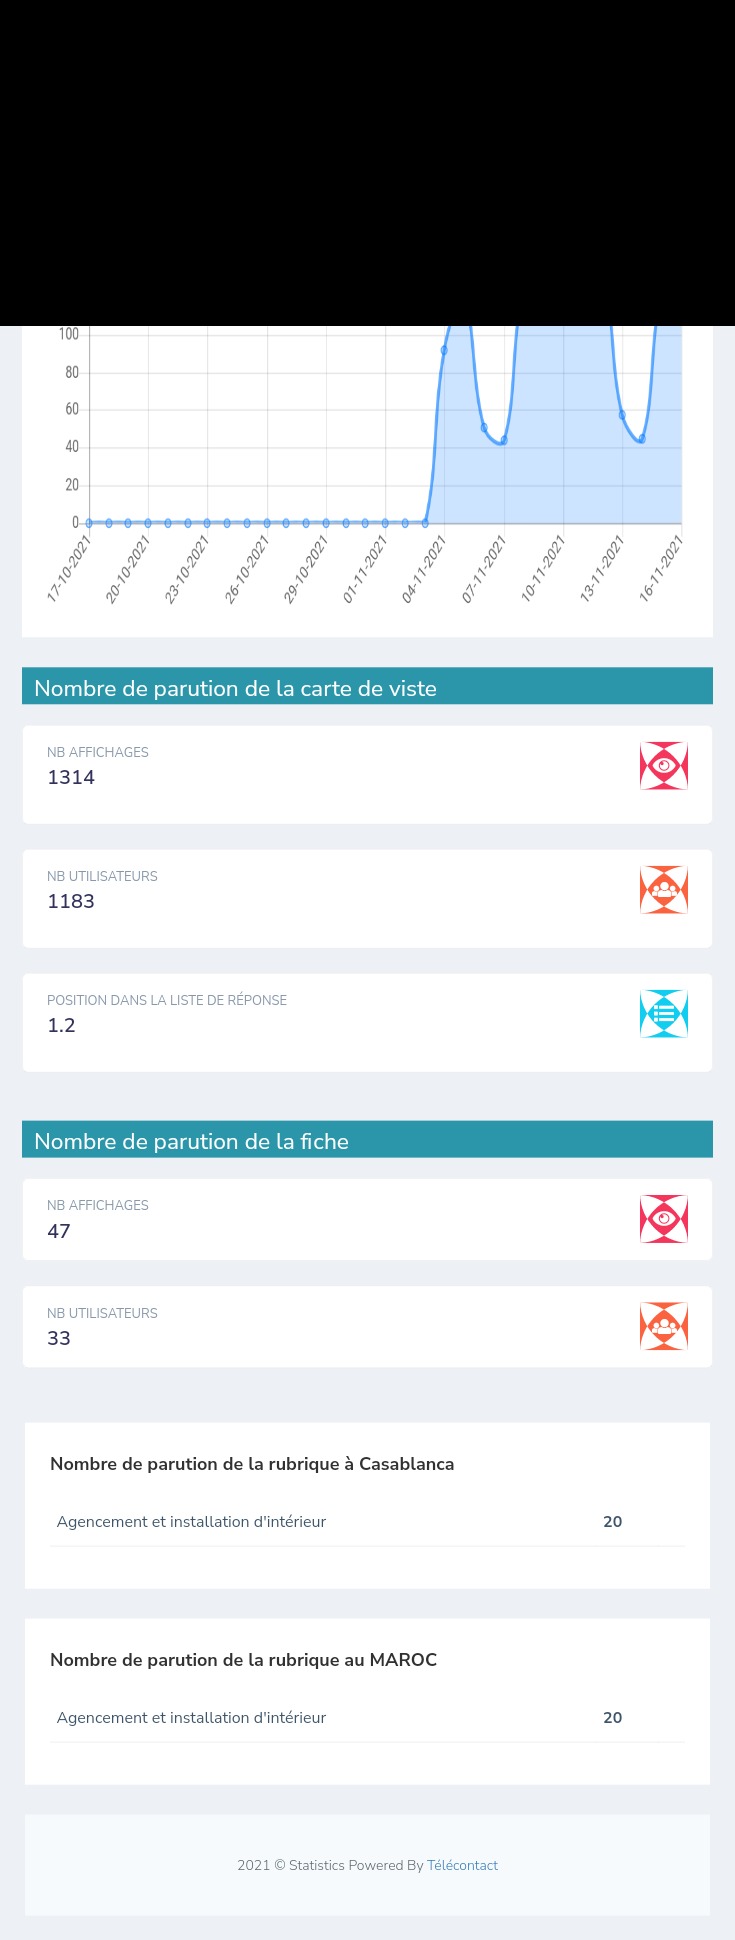 100
80
60
40
20
0
17-10-2021
20-10-2021
23-10-2021
26-10-2021
29-10-2021
01-11-2021
04-11-2021
07-11-2021
10-11-2021
13-11-2021
16-11-2021
Nombre de parution de la carte de viste
NB AFFICHAGES
1314
NB UTILISATEURS
1183
POSITION DANS LA LISTE DE RÉPONSE
1.2
Nombre de parution de la fiche
NB AFFICHAGES
47
NB UTILISATEURS
33
Nombre de parution de la rubrique à Casablanca
Agencement et installation d'intérieur 20
Nombre de parution de la rubrique au MAROC
Agencement et installation d'intérieur 20
2021 © Statistics Powered By Télécontact